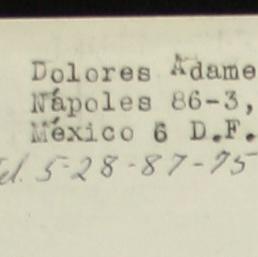 Dolores Adame
Nápoles 86-3,
México 6 D.F.
Tel. 5-28-87-75